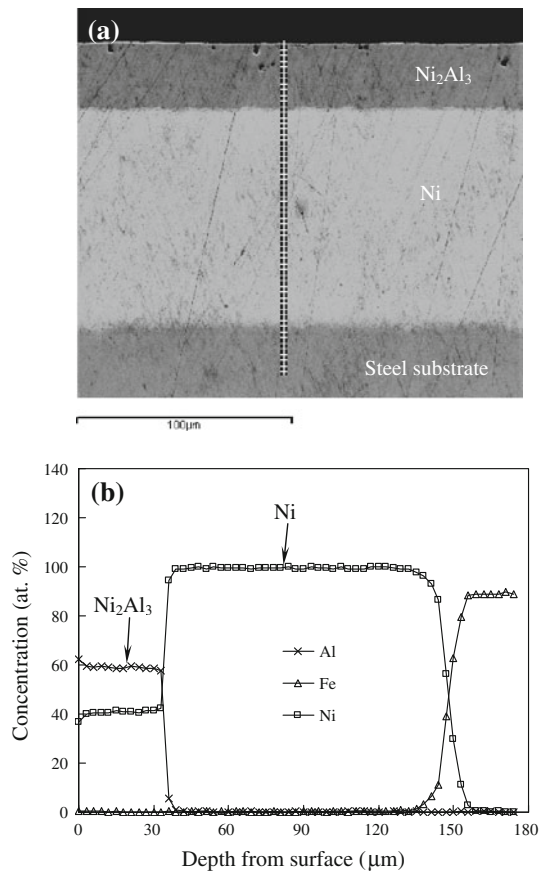 (a)
Ni₂Al₃
Ni
Steel substrate
100µm
(b)
140
120
100
80
60
40
20
0
Concentration (at. %)
Ni
Ni₂Al₃
Al
Fe
Ni
0 30 60 90 120 150 180
Depth from surface (µm)